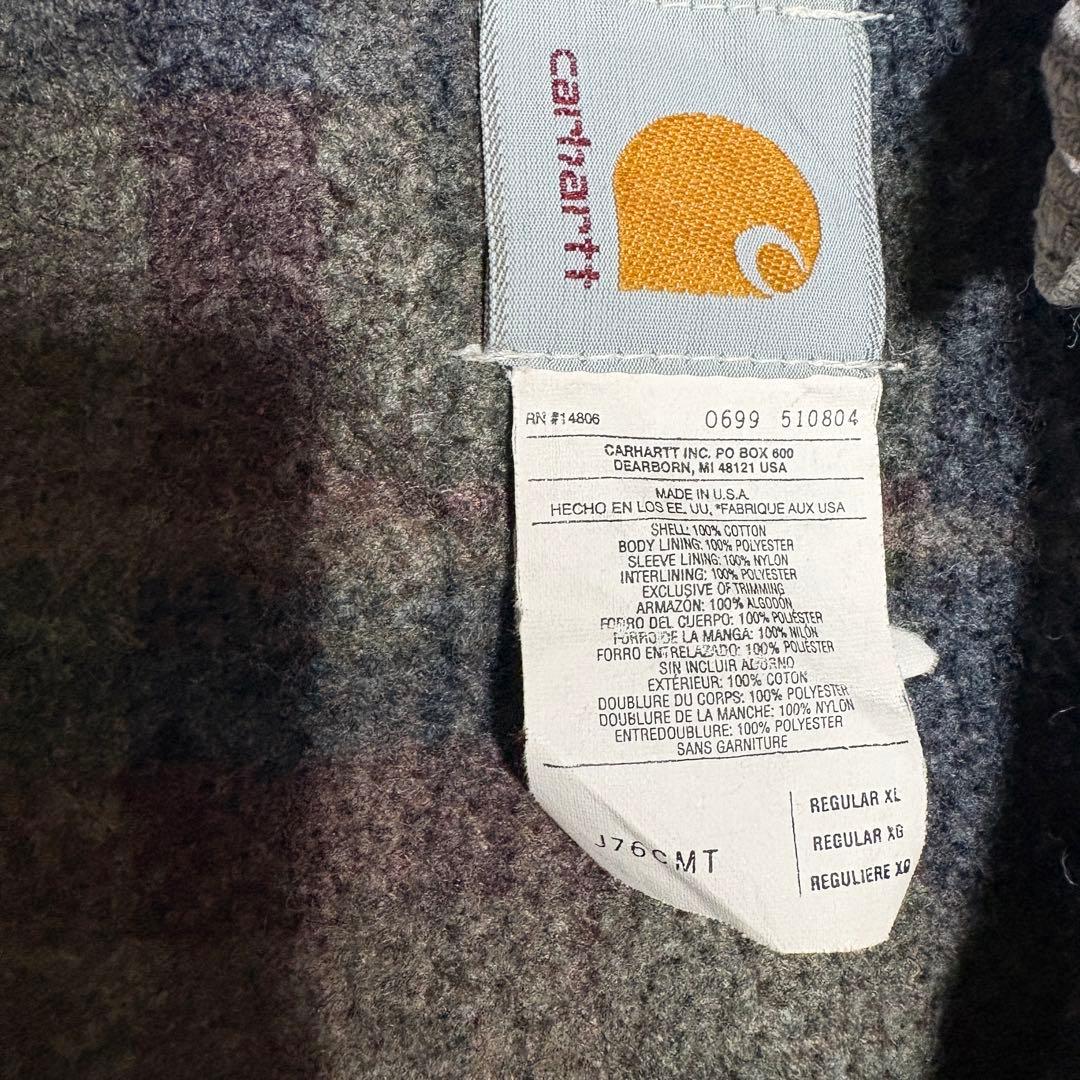 carhartt
RN #14806 0699 510804
CARHARTT INC. PO BOX 600
DEARBORN, MI 48121 USA
MADE IN U.S.A.
HECHO EN LOS EE. UU. *FABRIQUE AUX USA
SHELL: 100% COTTON
BODY LINING: 100% POLYESTER
SLEEVE LINING: 100% NYLON
INTERLINING: 100% POLYESTER
EXCLUSIVE OF TRIMMING
ARMAZON: 100% ALGODON
FORRO DEL CUERPO: 100% POLIESTER
FORRO DE LA MANGA: 100% NILON
FORRO ENTRELAZADO: 100% POLIESTER
SIN INCLUIR ADORNO
EXTÉRIEUR: 100% COTON
DOUBLURE DU CORPS: 100% POLYESTER
DOUBLURE DE LA MANCHE: 100% NYLON
ENTREDOUBLURE: 100% POLYESTER
SANS GARNITURE
J76CMT
REGULAR XL
REGULAR XG
REGULIERE XG